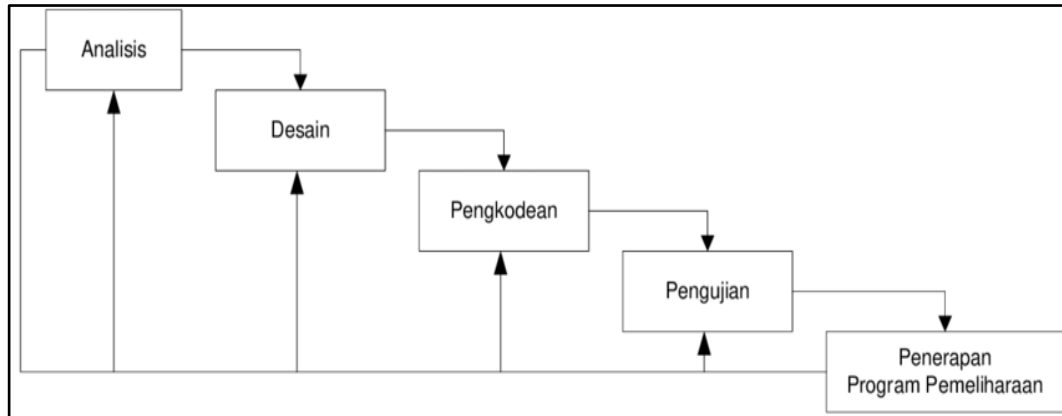 Analisis
Desain
Pengkodean
Pengujian
Penerapan
Program Pemeliharaan